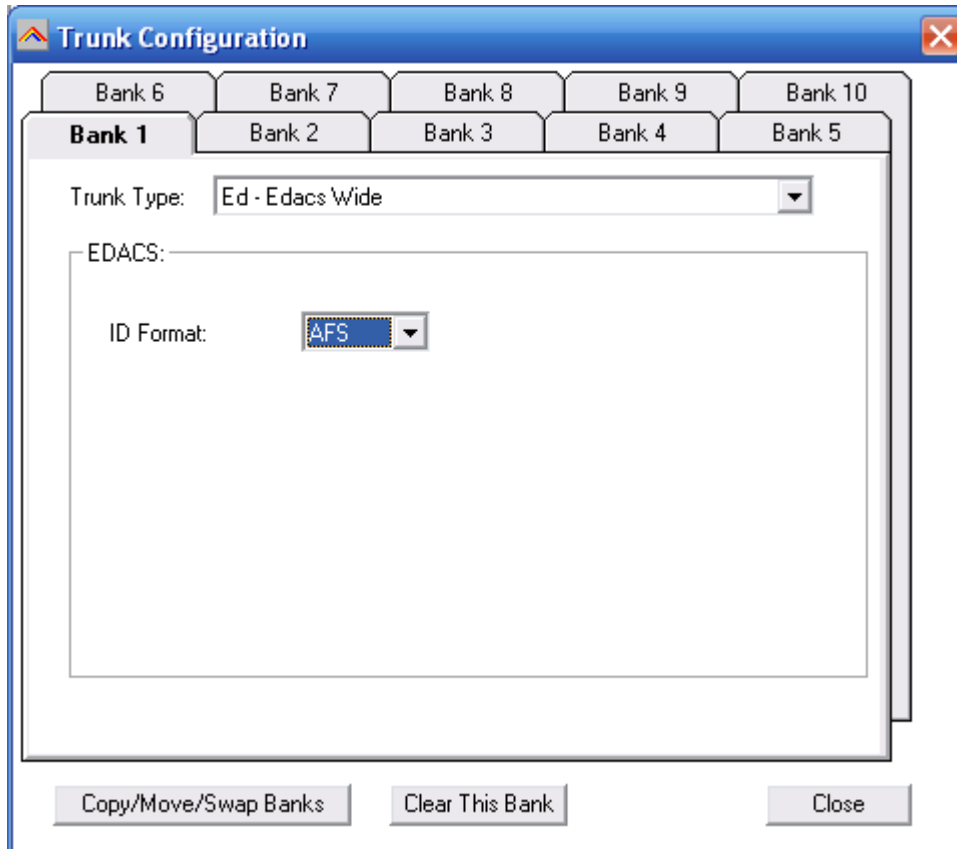 Trunk Configuration
Bank 6 Bank 7 Bank 8 Bank 9 Bank 10
Bank 1 Bank 2 Bank 3 Bank 4 Bank 5
Trunk Type: Ed - Edacs Wide
EDACS:
ID Format: AFS
Copy/Move/Swap Banks Clear This Bank Close